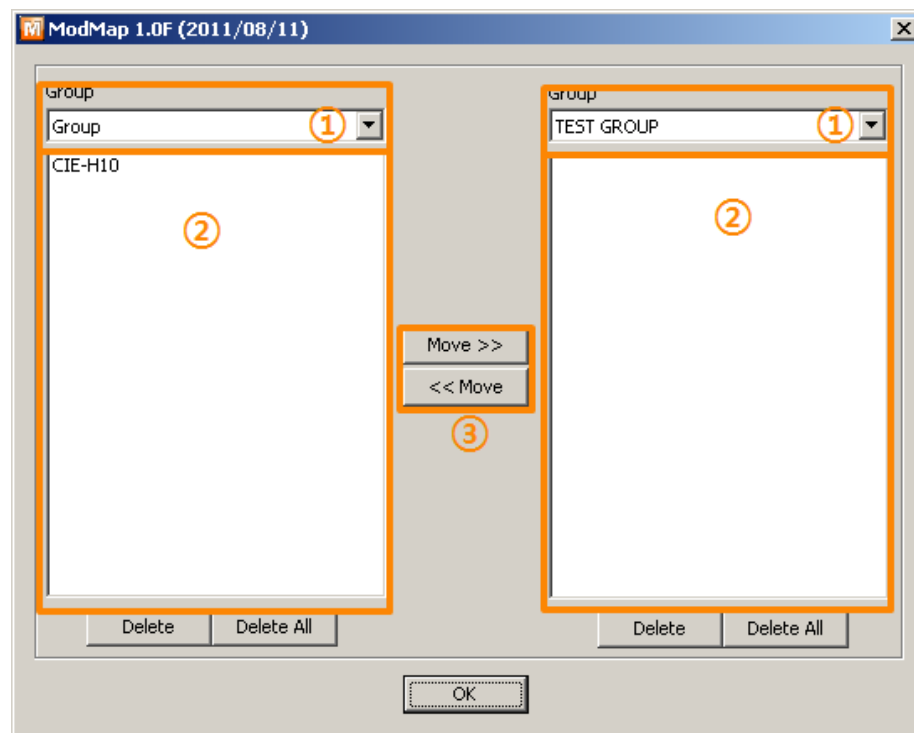 ModMap 1.0F (2011/08/11)
Group
Group
①
CIE-H10
②
Delete
Delete All
Move >>
<< Move
③
Group
TEST GROUP
①
②
Delete
Delete All
OK